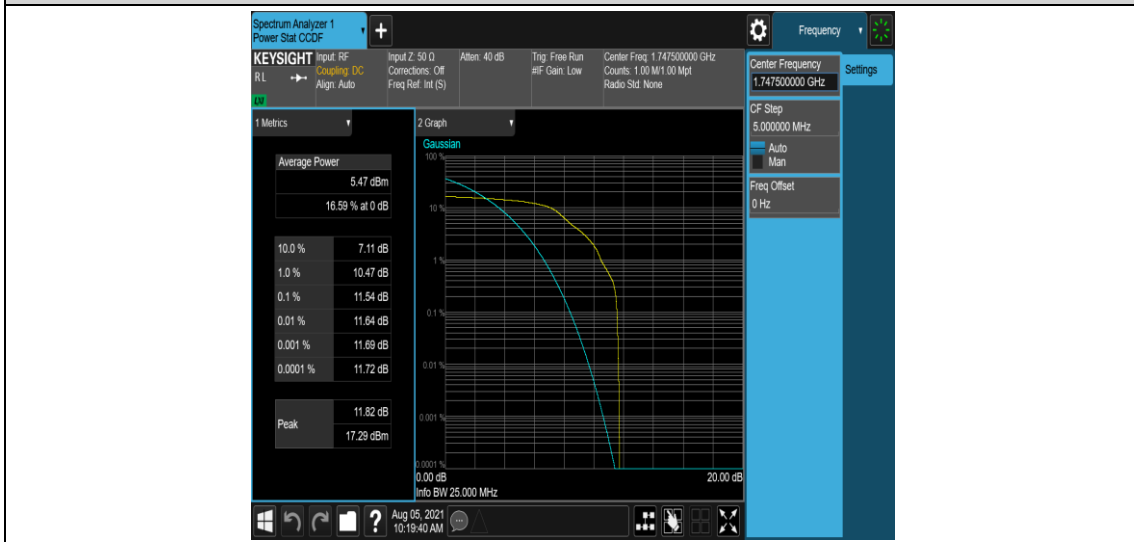 Spectrum Analyzer 1
Power Stat CCDF
+
Frequency
KEYSIGHT
RL
LXI
Input: RF
Coupling: DC
Align: Auto
Input Z: 50 Ω
Corrections: Off
Freq Ref: Int (S)
Atten: 40 dB
Trig: Free Run
#IF Gain: Low
Center Freq: 1.747500000 GHz
Counts: 1.00 M/1.00 Mpt
Radio Std: None
Center Frequency
1.747500000 GHz
Settings
CF Step
5.000000 MHz
Auto
Man
Freq Offset
0 Hz
1 Metrics
Average Power
5.47 dBm
16.59 % at 0 dB
10.0 % 7.11 dB
1.0 % 10.47 dB
0.1 % 11.54 dB
0.01 % 11.64 dB
0.001 % 11.69 dB
0.0001 % 11.72 dB
Peak
11.82 dB
17.29 dBm
2 Graph
Gaussian
100 %
10 %
1 %
0.1 %
0.01 %
0.001 %
0.0001 %
0.00 dB 20.00 dB
Info BW 25.000 MHz
?
Aug 05, 2021
10:19:40 AM